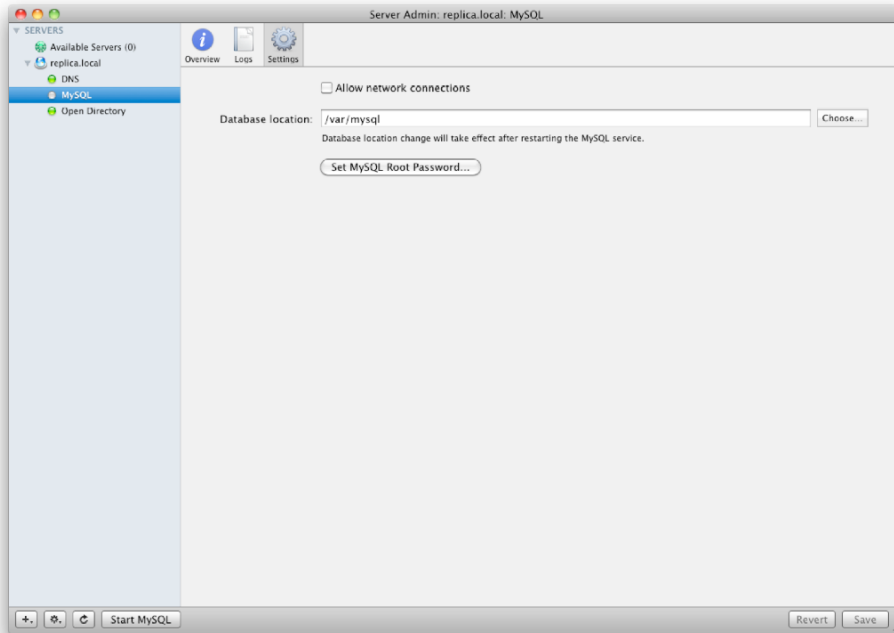 Server Admin: replica.local: MySQL
SERVERS
Available Servers (0)
replica.local
DNS
MySQL
Open Directory
Overview
Logs
Settings
Allow network connections
Database location: /var/mysql Choose...
Database location change will take effect after restarting the MySQL service.
Set MySQL Root Password...
Start MySQL
Revert
Save